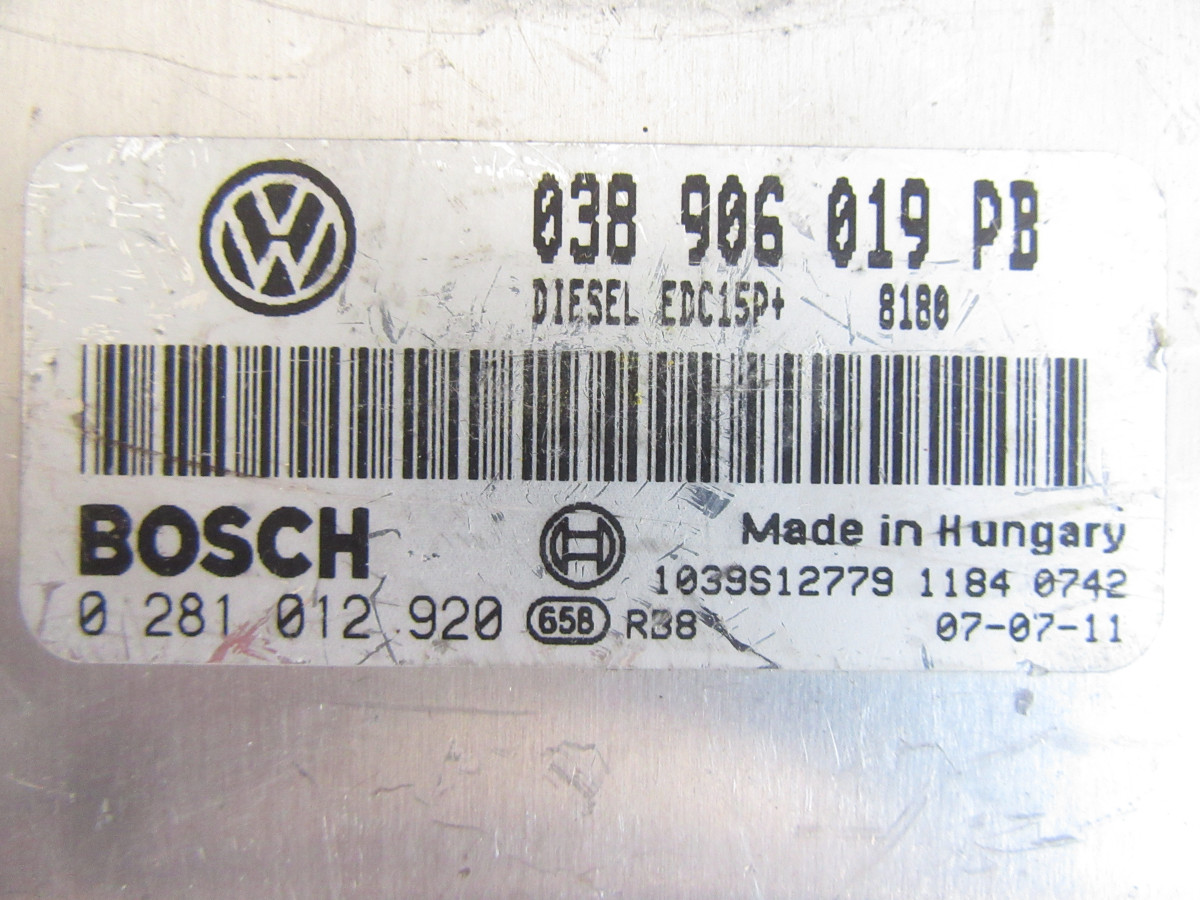 038 906 019 PB
DIESEL EDC15P+ 8180
BOSCH
Made in Hungary
1039S12779 1184 0742
0 281 012 920 65B RB8 07-07-11